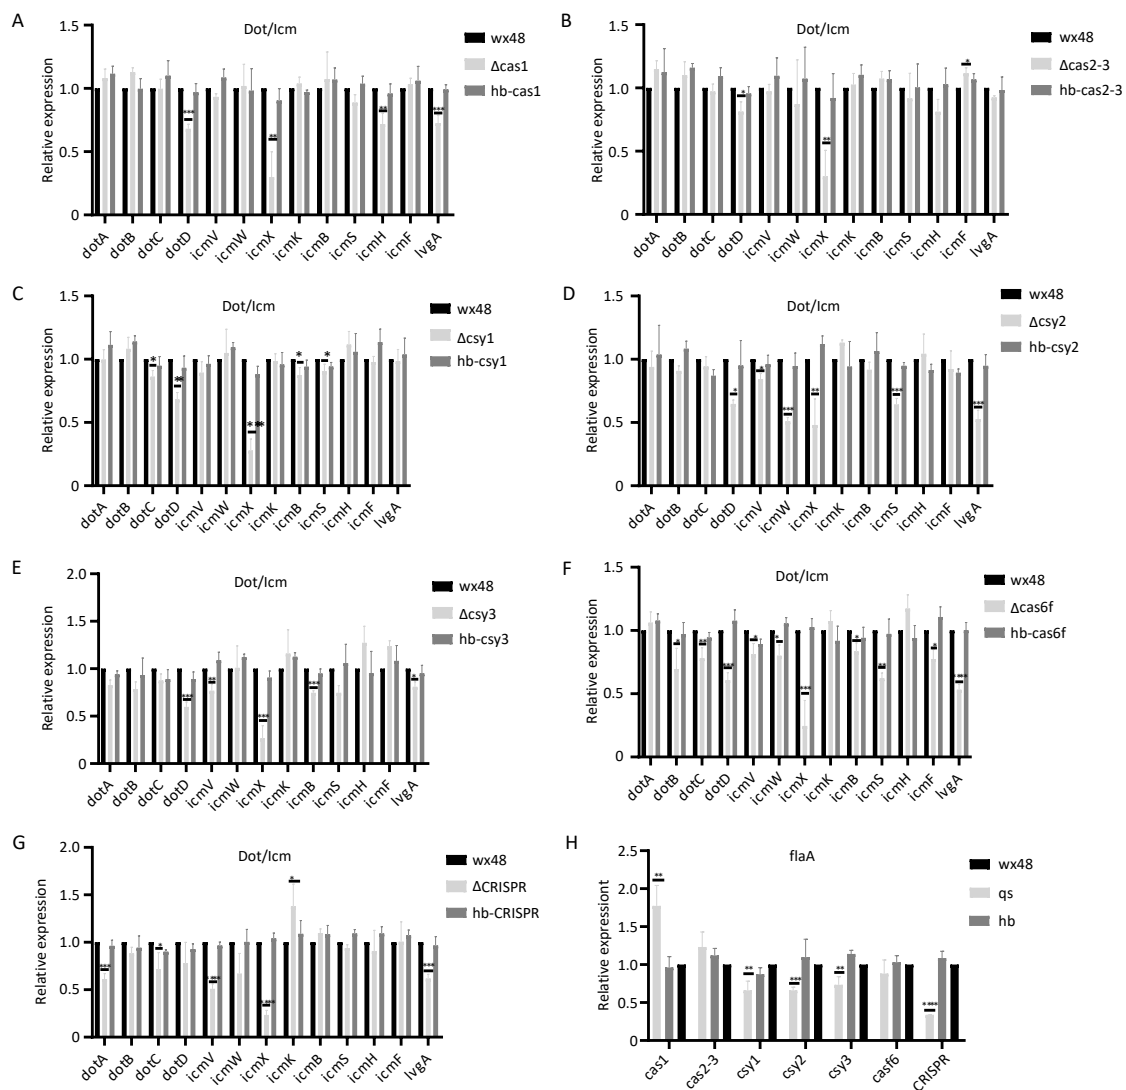 A
Dot/Icm
wx48
Δcas1
hb-cas1
Relative expression
1.5
1.0
0.5
0
*** ** ** ***
dotA dotB dotC dotD icmV icmW icmX icmK icmB icmS icmH icmF lvgA
B
Dot/Icm
wx48
Δcas2-3
hb-cas2-3
Relative expression
1.5
1.0
0.5
0
* ** *
dotA dotB dotC dotD icmV icmW icmX icmK icmB icmS icmH icmF lvgA
C
Dot/Icm
wx48
Δcsy1
hb-csy1
Relative expression
1.5
1.0
0.5
0
* ** * ** * *
dotA dotB dotC dotD icmV icmW icmX icmK icmB icmS icmH icmF lvgA
D
Dot/Icm
wx48
Δcsy2
hb-csy2
Relative expression
1.5
1.0
0.5
0
* * *** ** *** ***
dotA dotB dotC dotD icmV icmW icmX icmK icmB icmS icmH icmF lvgA
E
Dot/Icm
wx48
Δcsy3
hb-csy3
Relative expression
2.0
1.5
1.0
0.5
0
*** ** *** *** *
dotA dotB dotC dotD icmV icmW icmX icmK icmB icmS icmH icmF lvgA
F
Dot/Icm
wx48
Δcas6f
hb-cas6f
Relative expression
1.5
1.0
0.5
0
* ** *** * * *** * ** * ****
dotA dotB dotC dotD icmV icmW icmX icmK icmB icmS icmH icmF lvgA
G
Dot/Icm
wx48
ΔCRISPR
hb-CRISPR
Relative expression
2.0
1.5
1.0
0.5
0
*** * **** **** * ***
dotA dotB dotC dotD icmV icmW icmX icmK icmB icmS icmH icmF lvgA
H
flaA
wx48
qs
hb
Relative expressiont
2.5
2.0
1.5
1.0
0.5
0
** ** *** ** ****
cas1 cas2-3 csy1 csy2 csy3 casf6 CRISPR